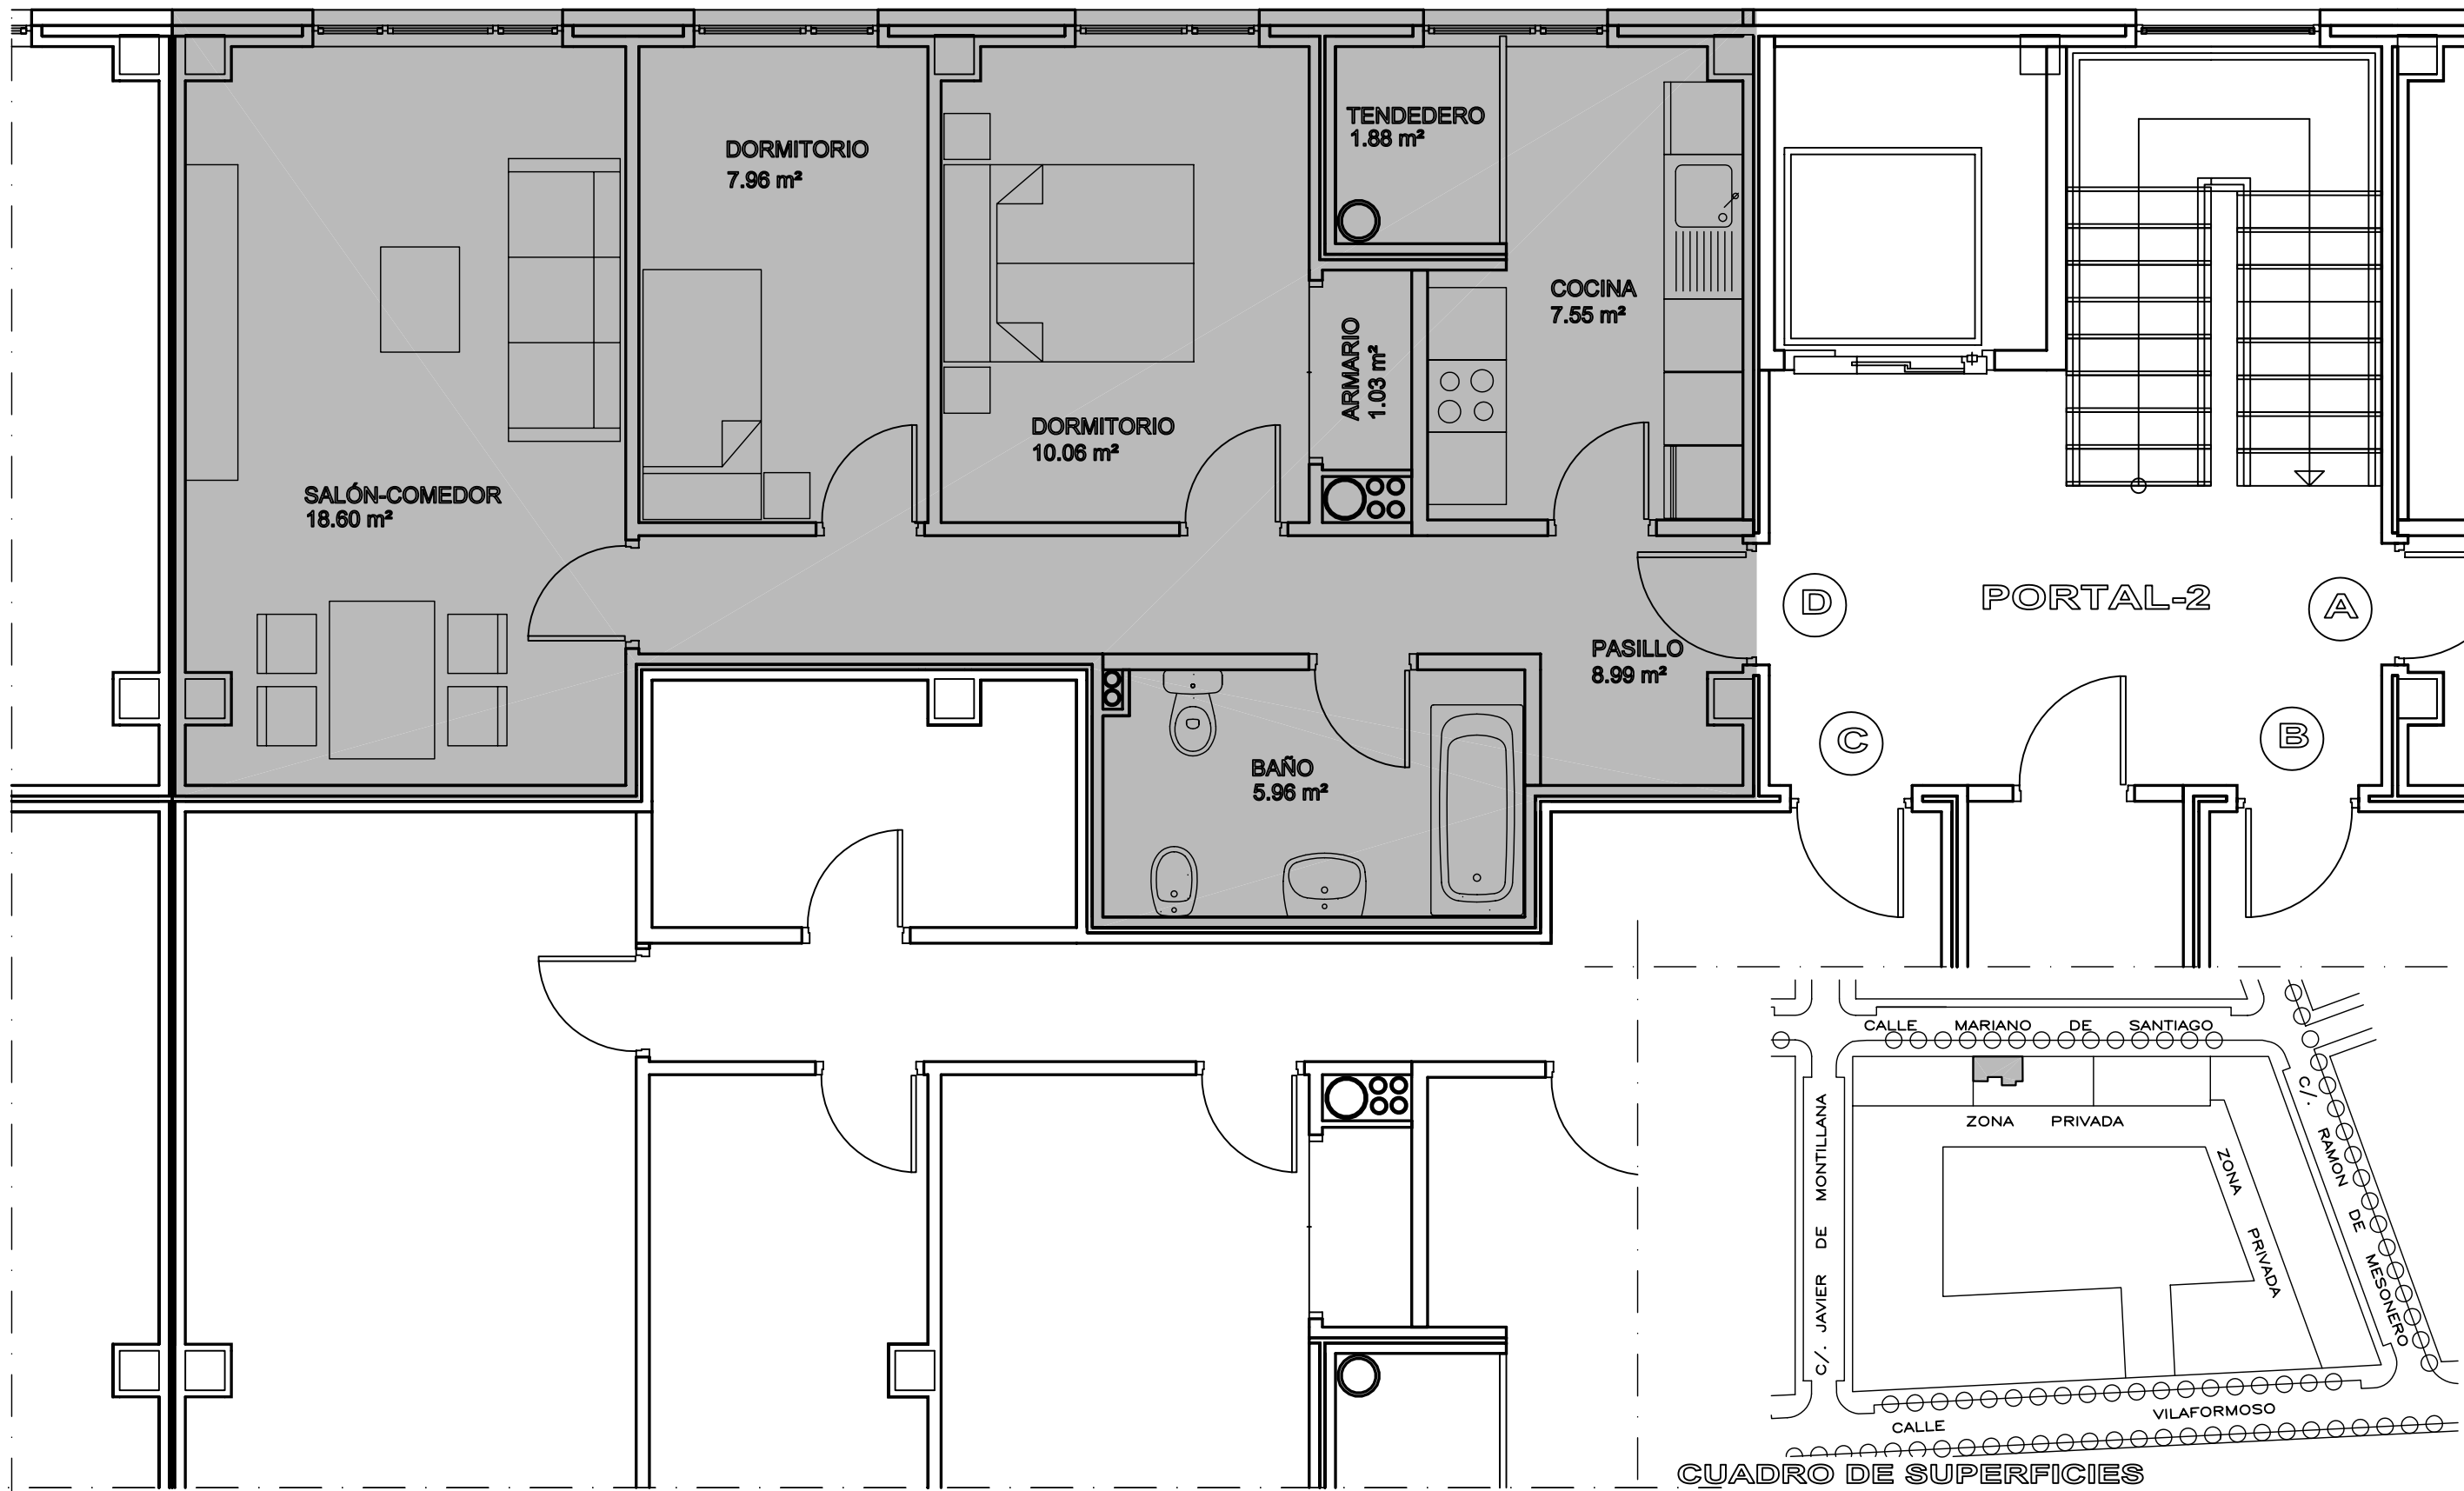 TENDEDERO
1.88 m²
DORMITORIO
7.96 m²
COCINA
7.55 m²
ARMARIO
1.03 m²
DORMITORIO
10.06 m²
SALÓN-COMEDOR
18.60 m²
PORTAL-2
D
A
PASILLO
8.99 m²
C
B
BAÑO
5.96 m²
CALLE MARIANO DE SANTIAGO
C/. JAVIER DE MONTILLANA
ZONA PRIVADA
ZONA PRIVADA
C/. RAMON DE MESONERO
CALLE VILAFORMOSO
CUADRO DE SUPERFICIES